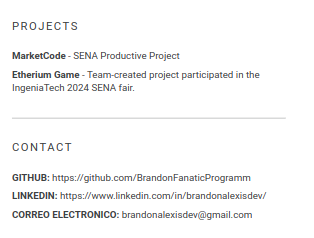 PROJECTS
MarketCode - SENA Productive Project
Etherium Game - Team-created project participated in the
IngeniaTech 2024 SENA fair.
CONTACT
GITHUB: https://github.com/BrandonFanaticProgramm
LINKEDIN: https://www.linkedin.com/in/brandonalexisdev/
CORREO ELECTRONICO: brandonalexisdev@gmail.com